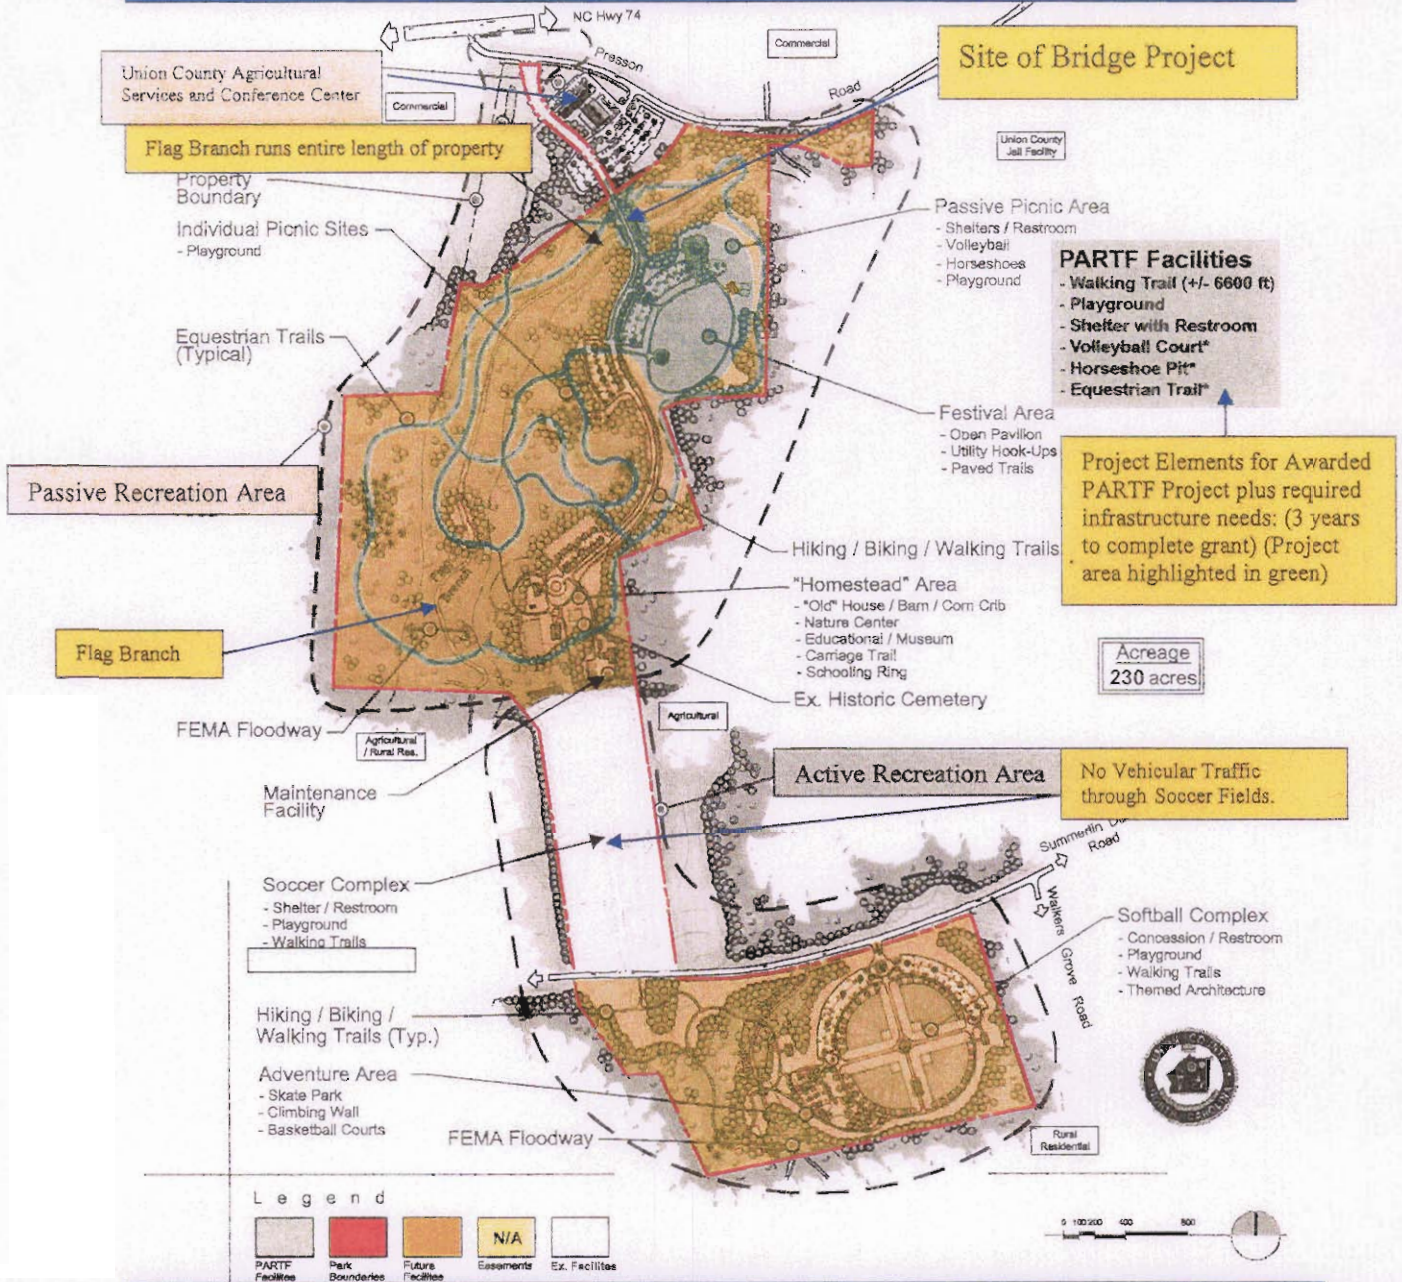 NC Hwy 74
Presson
Road
Commercial
Site of Bridge Project
Union County Agricultural
Services and Conference Center
Commercial
Flag Branch runs entire length of property
Union County
Jail Facility
Property
Boundary
Individual Picnic Sites
- Playground
Passive Picnic Area
- Shelters / Restroom
- Volleyball
- Horseshoes
- Playground
PARTF Facilities
- Walking Trail (+/- 6600 ft)
- Playground
- Shelter with Restroom
- Volleyball Court*
- Horseshoe Pit*
- Equestrian Trail*
Equestrian Trails
(Typical)
Festival Area
- Open Pavilion
- Utility Hook-Ups
- Paved Trails
Project Elements for Awarded
PARTF Project plus required
infrastructure needs: (3 years
to complete grant) (Project
area highlighted in green)
Passive Recreation Area
Hiking / Biking / Walking Trails
"Homestead" Area
- "Old" House / Barn / Corn Crib
- Nature Center
- Educational / Museum
- Carriage Trail
- Schooling Ring
Flag
Branch
Flag Branch
Acreage
230 acres
Ex. Historic Cemetery
FEMA Floodway
Agricultural
/ Rural Res.
Agricultural
Maintenance
Facility
Active Recreation Area
No Vehicular Traffic
through Soccer Fields.
Summerlin
Road
Soccer Complex
- Shelter / Restroom
- Playground
- Walking Trails
Walkers Grove Road
Softball Complex
- Concession / Restroom
- Playground
- Walking Trails
- Themed Architecture
Hiking / Biking /
Walking Trails (Typ.)
Adventure Area
- Skate Park
- Climbing Wall
- Basketball Courts
FEMA Floodway
Rural
Residential
Legend
N/A
PARTF
Facilities
Park
Boundaries
Future
Facilities
Easements
Ex. Facilites
0 100 200 400 800